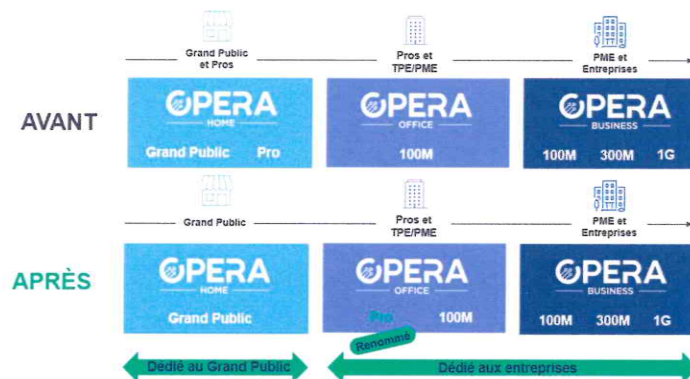 Grand Public
et Pros
Pros et
TPE/PME
PME et
Entreprises
AVANT
OPERA
HOME
Grand Public Pro
OPERA
OFFICE
100M
OPERA
BUSINESS
100M 300M 1G
Grand Public
Pros et
TPE/PME
PME et
Entreprises
APRÈS
OPERA
HOME
Grand Public
OPERA
OFFICE
Pro 100M
Renommé
OPERA
BUSINESS
100M 300M 1G
Dédié au Grand Public
Dédié aux entreprises